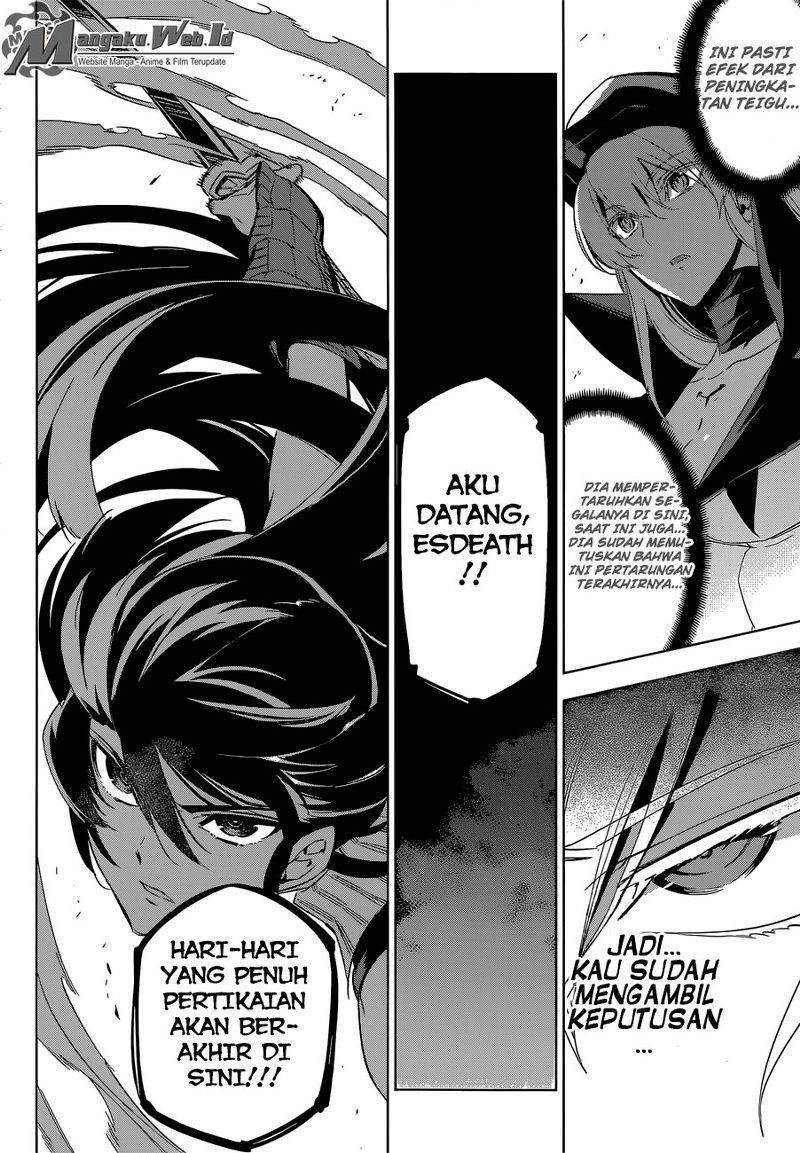 Mangaku.Web.Id
Website Manga - Anime & Film Terupdate
INI PASTI
EFEK DARI
PENINGKA-
TAN TEIGU...
DIA MEMPER-
TARUHKAN SE-
GALANYA DI SINI,
SAAT INI JUGA...
DIA SUDAH MEMU-
TUSKAN BAHWA
INI PERTARUNGAN
TERAKHIRNYA...
JADI...
KAU SUDAH
MENGAMBIL
KEPUTUSAN
...
AKU
DATANG,
ESDEATH
!!
HARI-HARI
YANG PENUH
PERTIKAIAN
AKAN BER-
AKHIR DI
SINI!!!